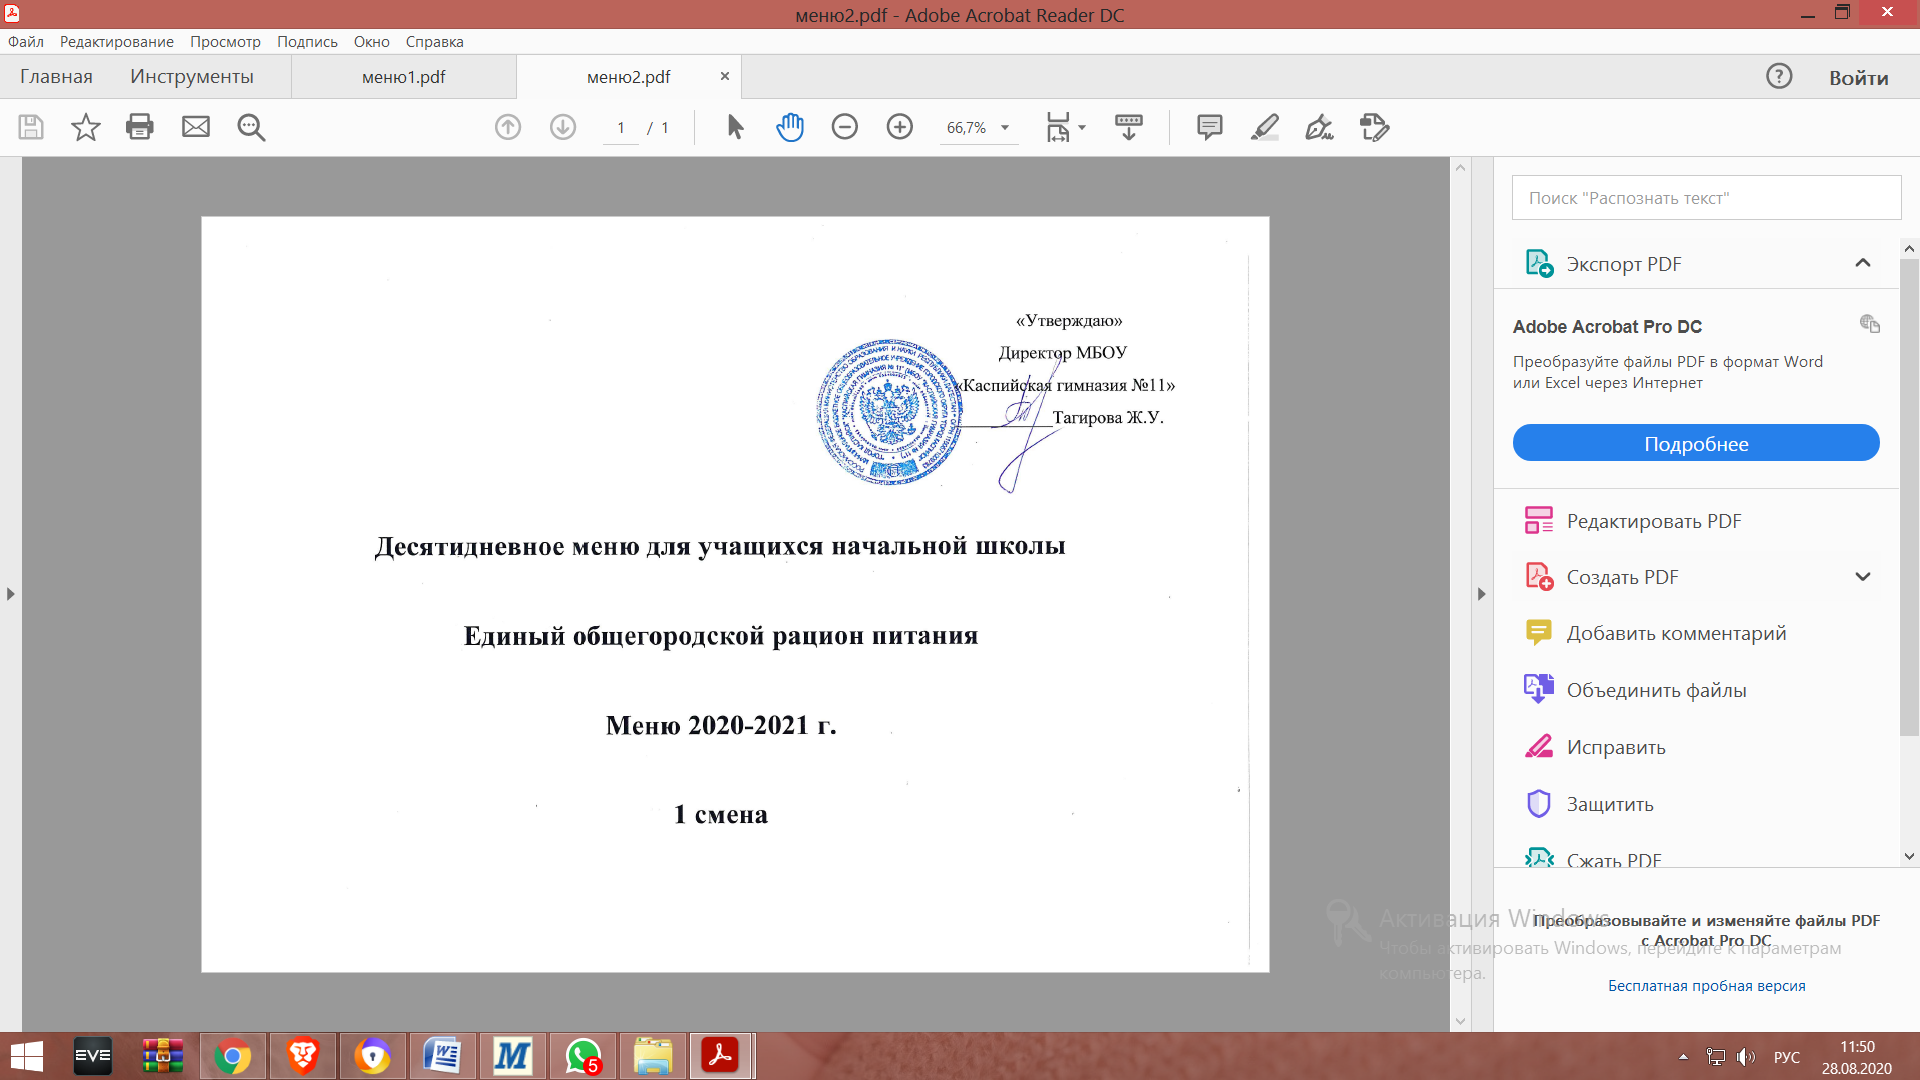 меню2.pdf - Adobe Acrobat Reader DC
Файл Редактирование Просмотр Подпись Окно Справка
Главная Инструменты меню1.pdf меню2.pdf × ? Войти
1 / 1 66,7%
Поиск "Распознать текст"
Экспорт PDF
Adobe Acrobat Pro DC
Преобразуйте файлы PDF в формат Word
или Excel через Интернет
Подробнее
Редактировать PDF
Создать PDF
Добавить комментарий
Объединить файлы
Исправить
Защитить
Сжать PDF
Преобразовывайте и изменяйте файлы PDF
с Acrobat Pro DC
Бесплатная пробная версия
«Утверждаю»
Директор МБОУ
«Каспийская гимназия №11»
Тагирова Ж.У.
Десятидневное меню для учащихся начальной школы
Единый общегородской рацион питания
Меню 2020-2021 г.
1 смена
Активация Windows
Чтобы активировать Windows, перейдите к параметрам
компьютера.
EVE W M 5
РУС
11:50
28.08.2020